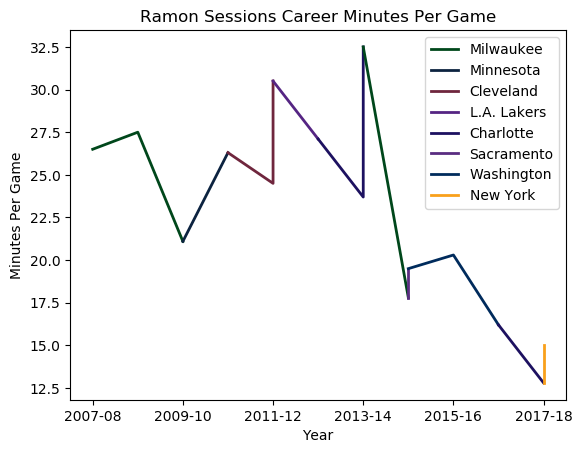 Ramon Sessions Career Minutes Per Game
Minutes Per Game
32.5
30.0
27.5
25.0
22.5
20.0
17.5
15.0
12.5
Milwaukee
Minnesota
Cleveland
L.A. Lakers
Charlotte
Sacramento
Washington
New York
2007-08 2009-10 2011-12 2013-14 2015-16 2017-18
Year